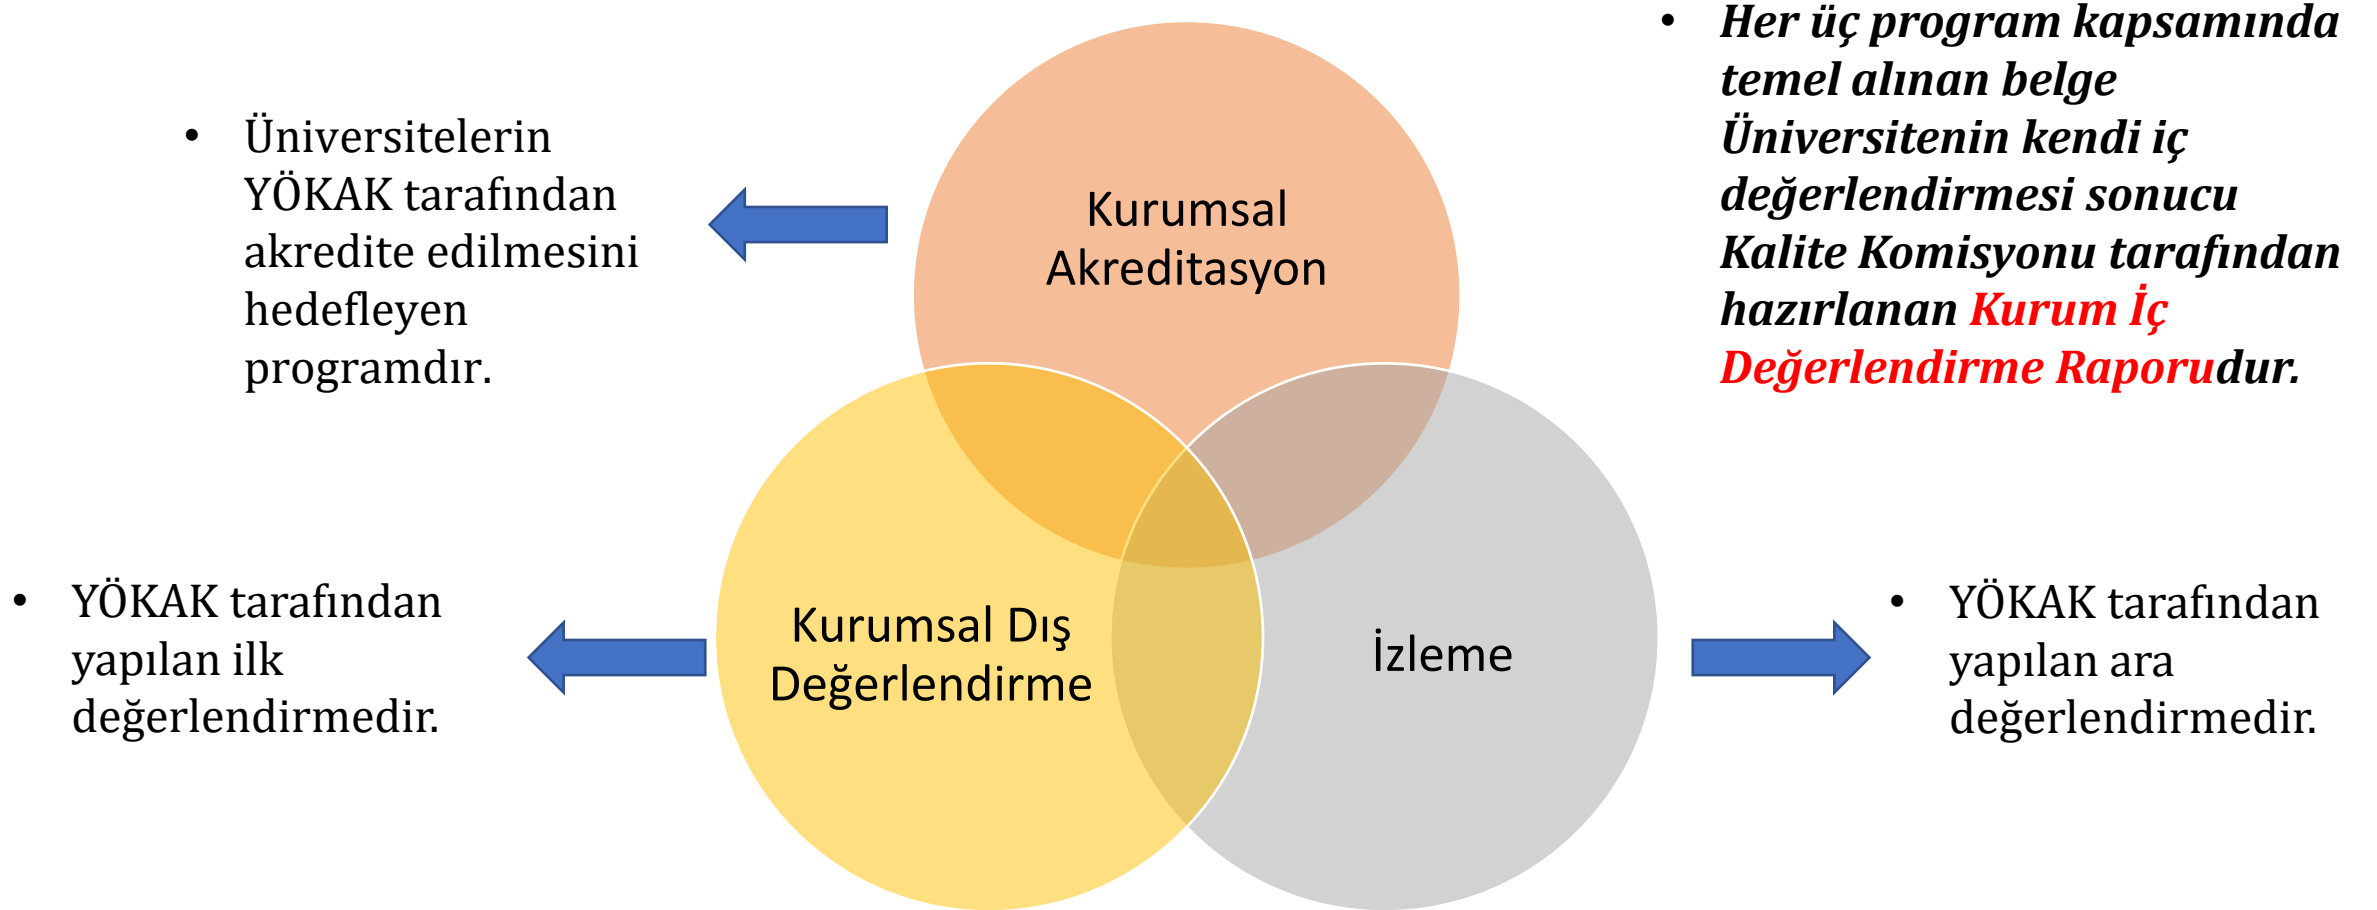 • Üniversitelerin
YÖKAK tarafından
akredite edilmesini
hedefleyen
programdır.
Kurumsal
Akreditasyon
• Her üç program kapsamında
temel alınan belge
Üniversitenin kendi iç
değerlendirmesi sonucu
Kalite Komisyonu tarafından
hazırlanan Kurum İç
Değerlendirme Raporudur.
• YÖKAK tarafından
yapılan ilk
değerlendirmedir.
Kurumsal Dış
Değerlendirme
İzleme
• YÖKAK tarafından
yapılan ara
değerlendirmedir.